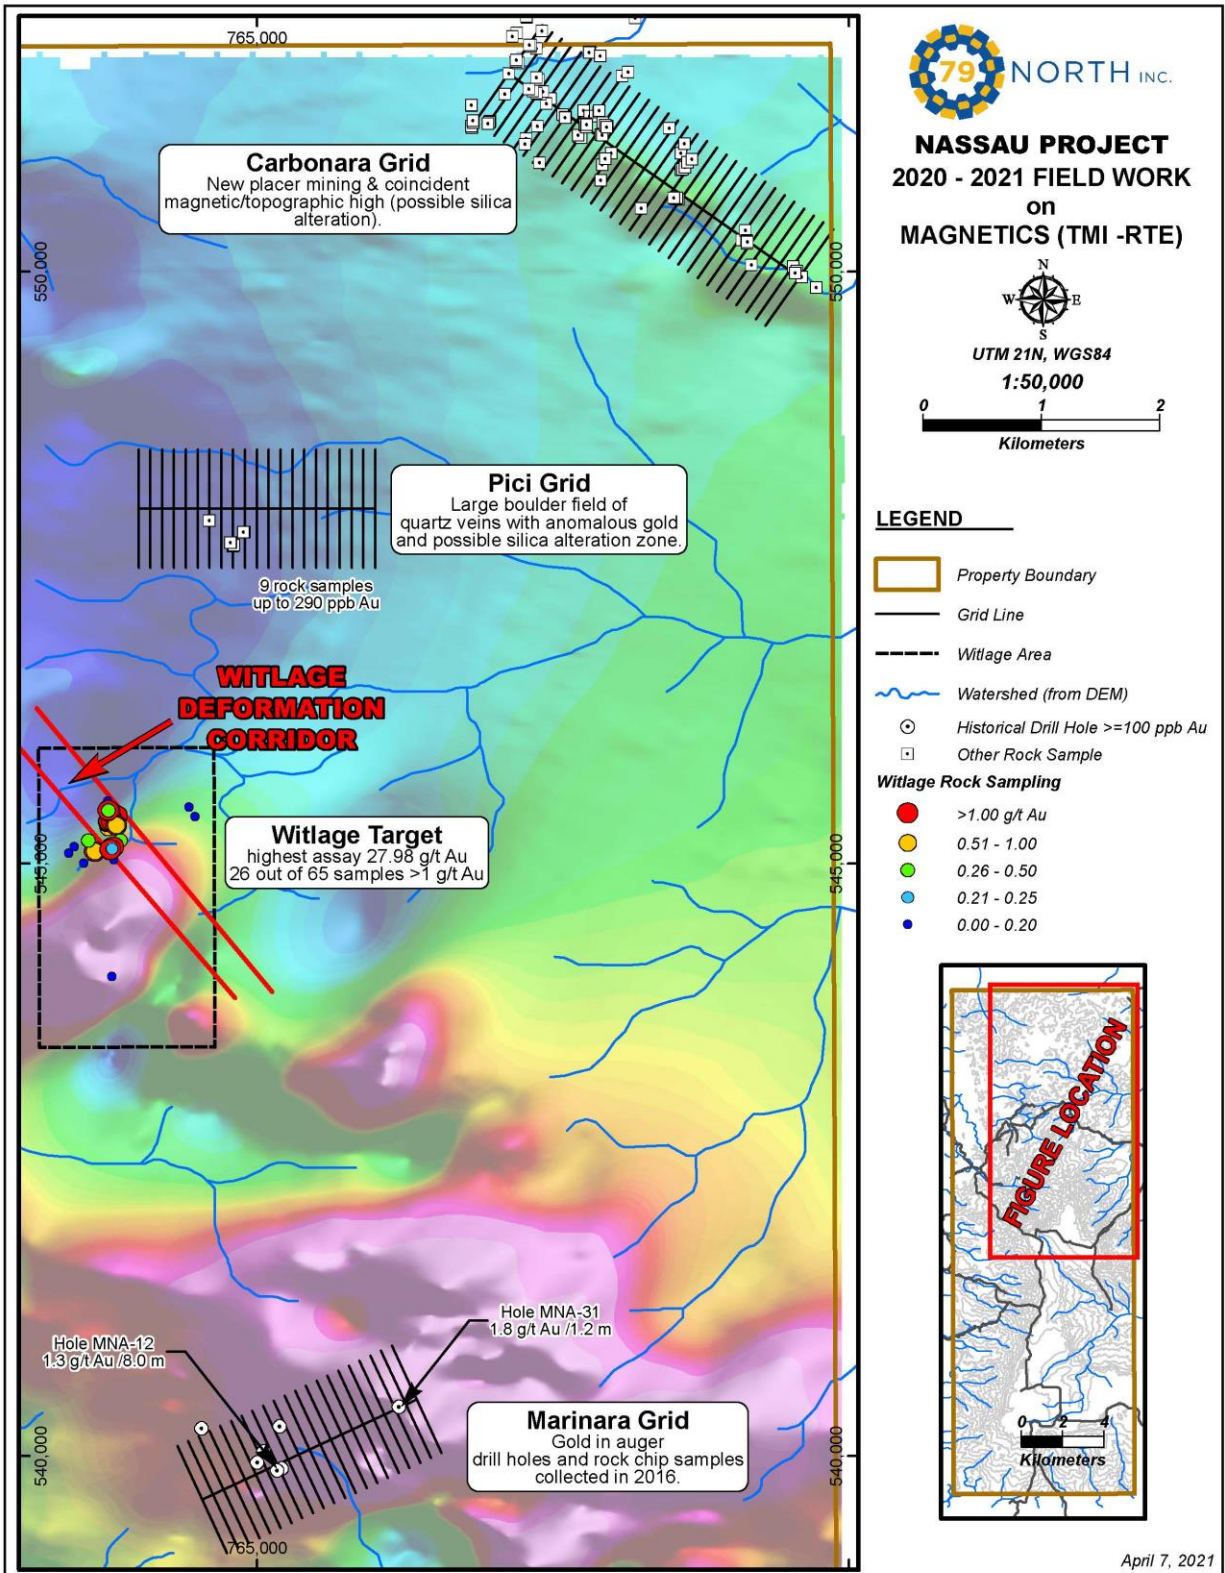 765,000
Carbonara Grid
New placer mining & coincident
magnetic/topographic high (possible silica
alteration).
550,000
550,000
Pici Grid
Large boulder field of
quartz veins with anomalous gold
and possible silica alteration zone.
9 rock samples
up to 290 ppb Au
WITLAGE
DEFORMATION
CORRIDOR
Witlage Target
highest assay 27.98 g/t Au
26 out of 65 samples >1 g/t Au
545,000
545,000
Hole MNA-31
1.8 g/t Au /1.2 m
Hole MNA-12
1.3 g/t Au /8.0 m
Marinara Grid
Gold in auger
drill holes and rock chip samples
collected in 2016.
540,000
540,000
765,000
79 NORTH INC.
NASSAU PROJECT
2020 - 2021 FIELD WORK
on
MAGNETICS (TMI -RTE)
N
W E
S
UTM 21N, WGS84
1:50,000
0 1 2
Kilometers
LEGEND
Property Boundary
Grid Line
Witlage Area
Watershed (from DEM)
Historical Drill Hole >=100 ppb Au
Other Rock Sample
Witlage Rock Sampling
>1.00 g/t Au
0.51 - 1.00
0.26 - 0.50
0.21 - 0.25
0.00 - 0.20
FIGURE LOCATION
0 2 4
Kilometers
April 7, 2021